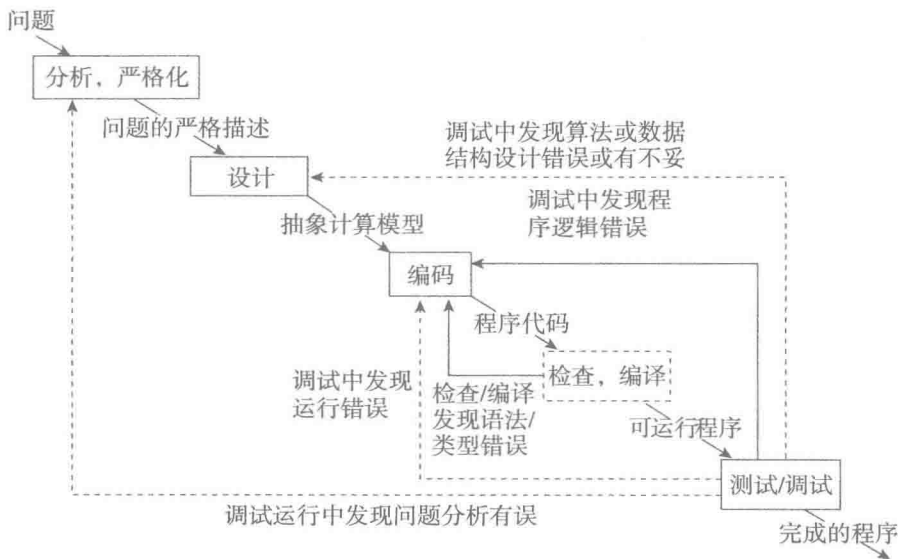 问题
分析，严格化
问题的严格描述
调试中发现算法或数据
结构设计错误或有不妥
设计
调试中发现程
序逻辑错误
抽象计算模型
编码
程序代码
检查，编译
调试中发现
运行错误
检查/编译
发现语法/
类型错误
可运行程序
测试/调试
调试运行中发现问题分析有误
完成的程序